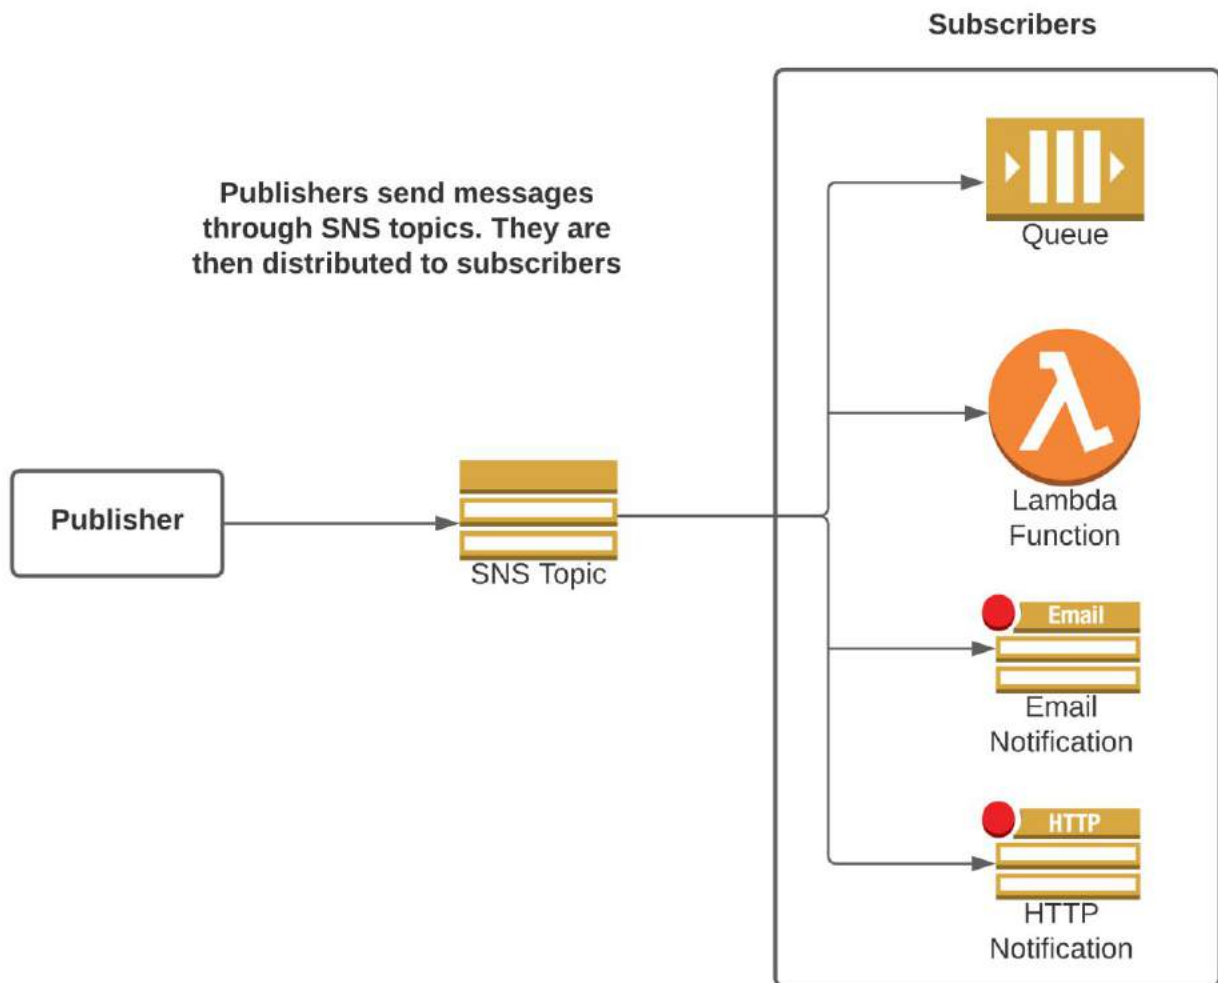 Subscribers
Publishers send messages
through SNS topics. They are
then distributed to subscribers
Queue
Lambda
Function
Publisher
SNS Topic
Email
Email
Notification
HTTP
HTTP
Notification